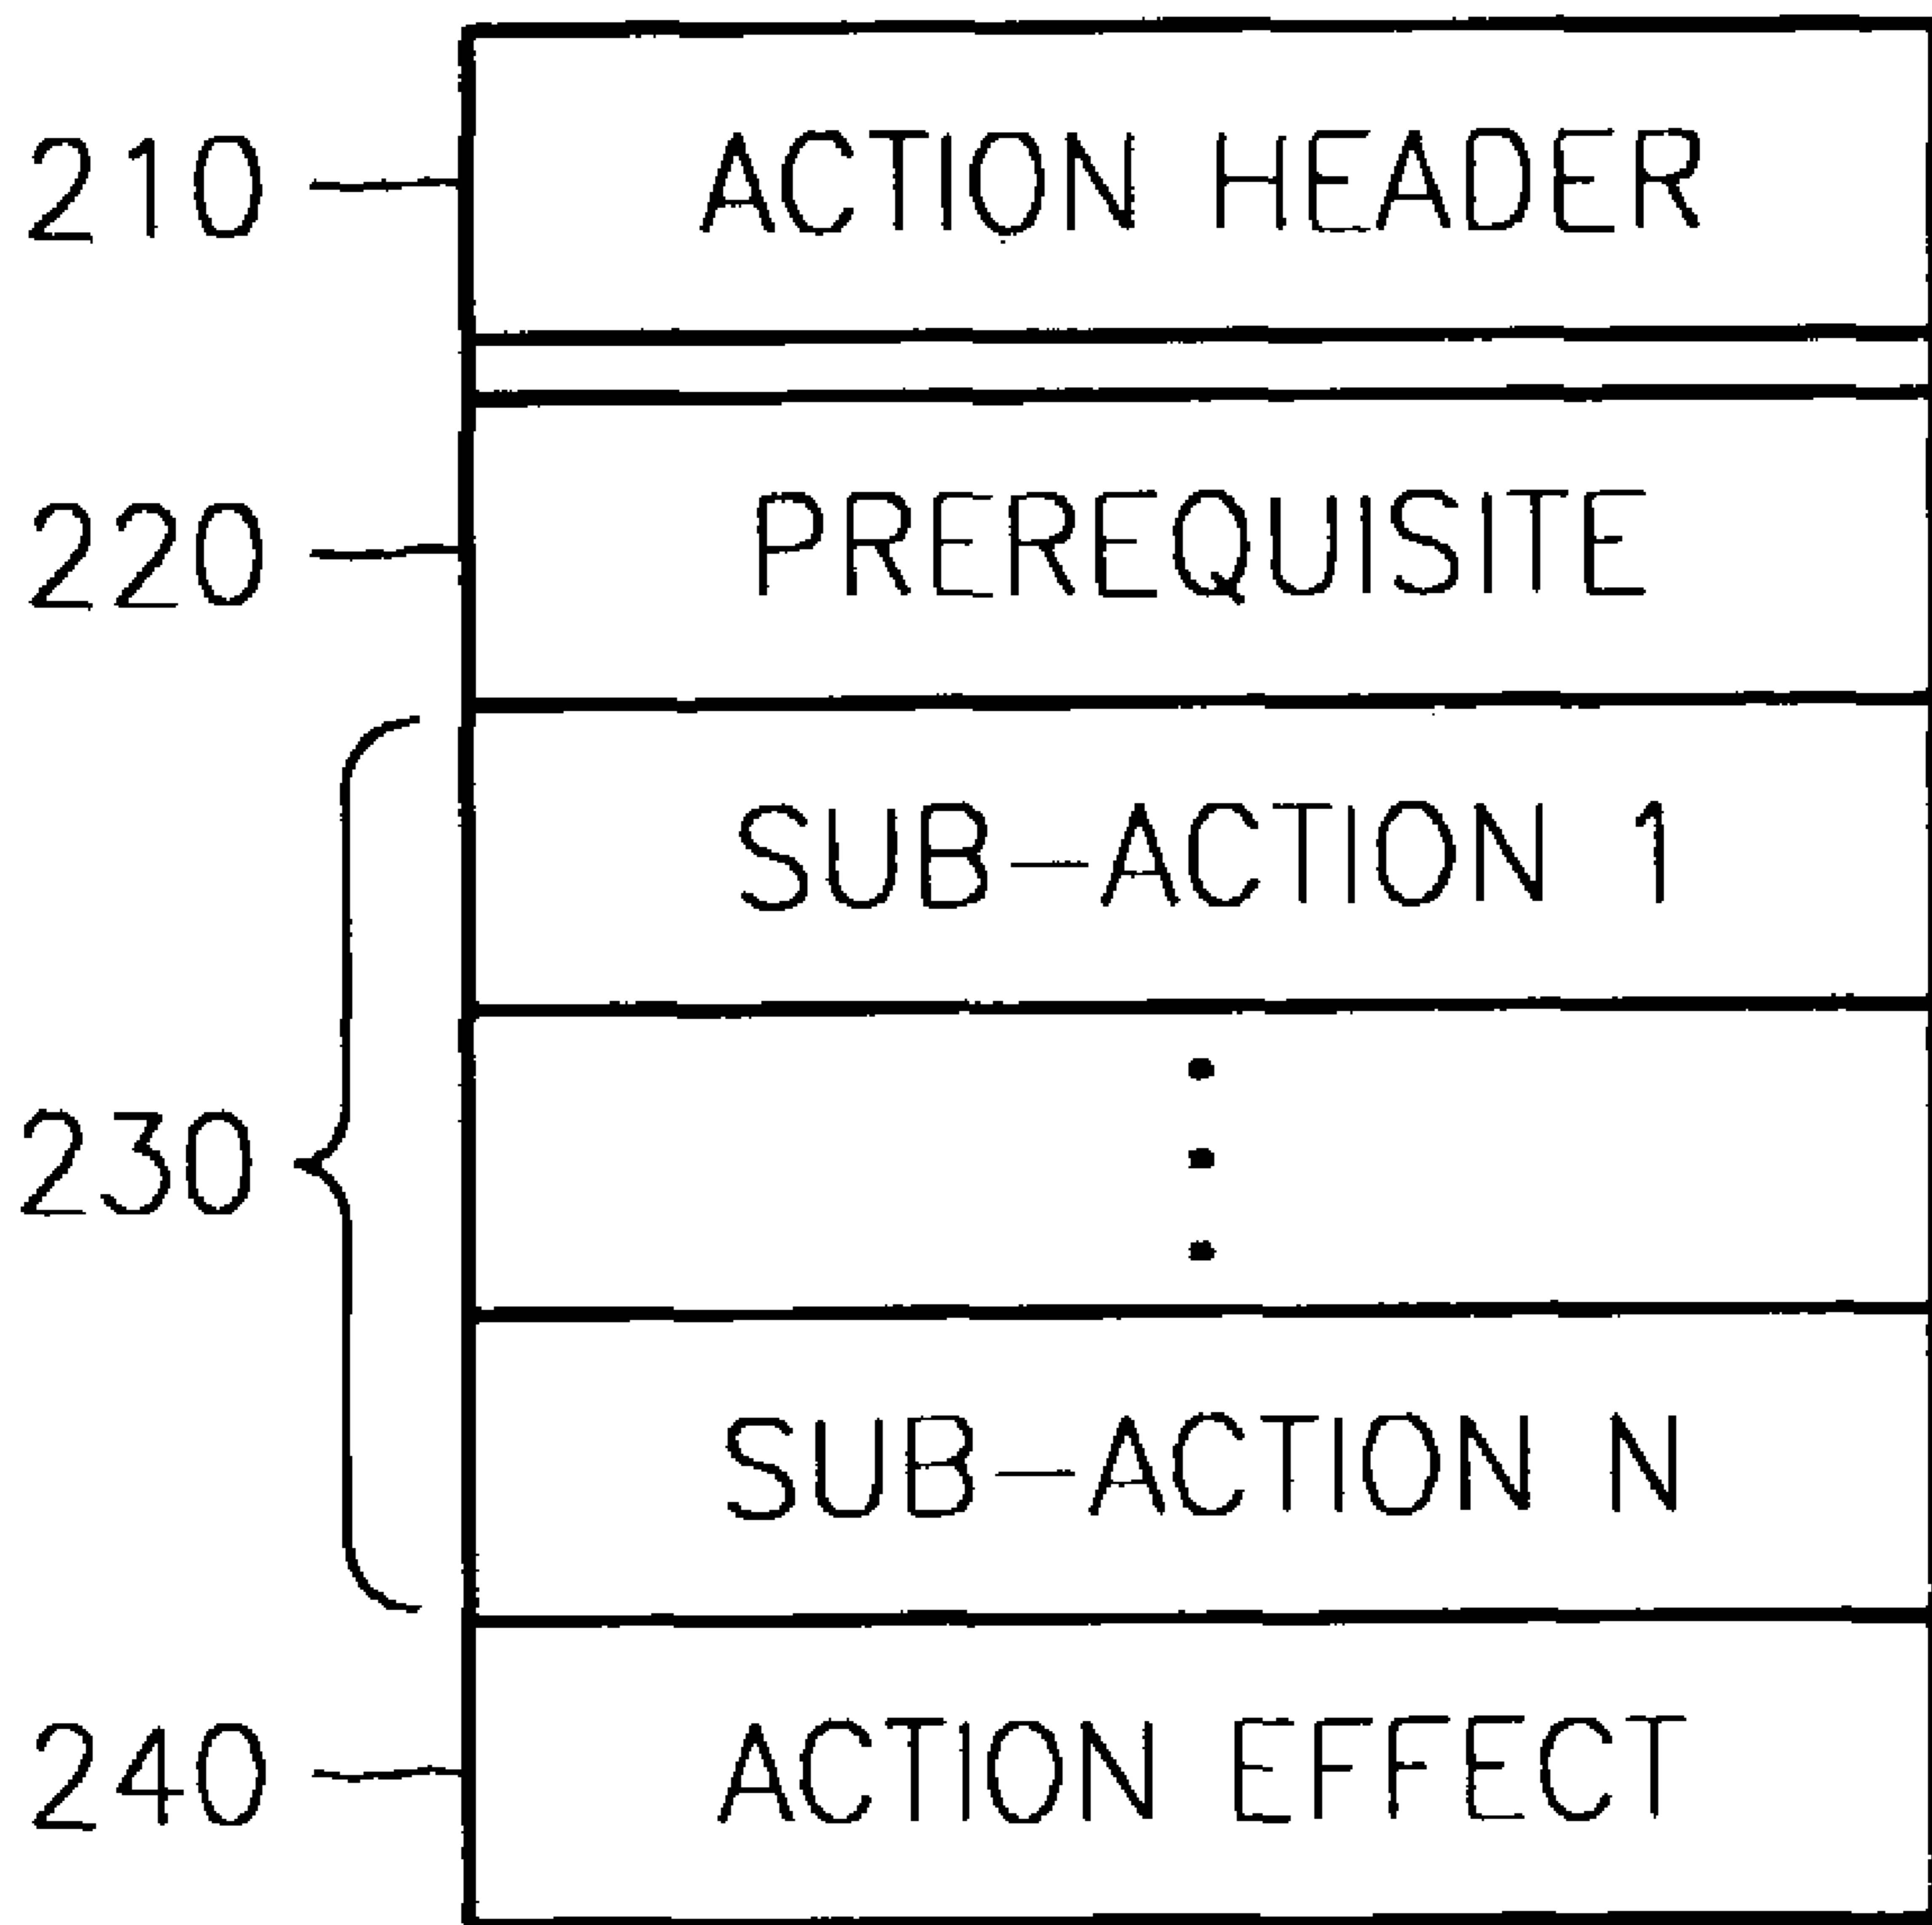 210 ACTION HEADER
220 PREREQUISITE
SUB-ACTION 1
230
SUB-ACTION N
240 ACTION EFFECT